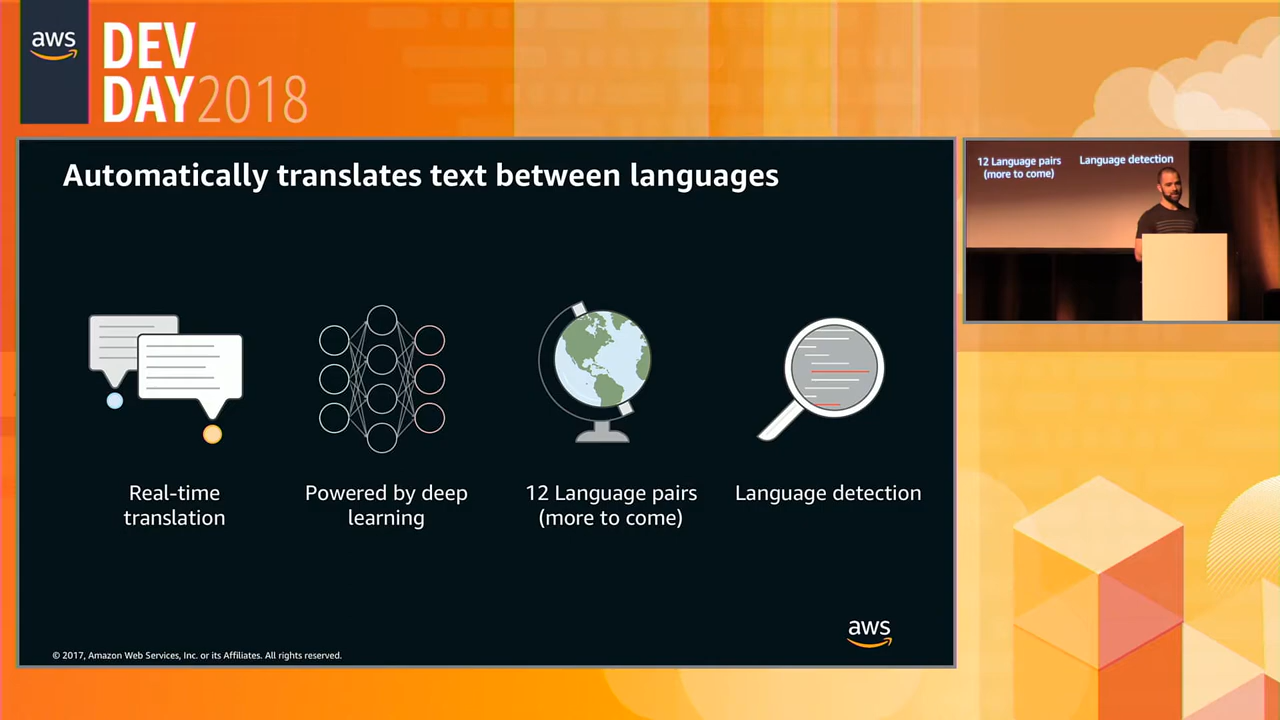 aws
DEV
DAY2018
Automatically translates text between languages
Real-time
translation
Powered by deep
learning
12 Language pairs
(more to come)
Language detection
aws
© 2017, Amazon Web Services, Inc. or its Affiliates. All rights reserved.
12 Language pairs
(more to come)
Language detection